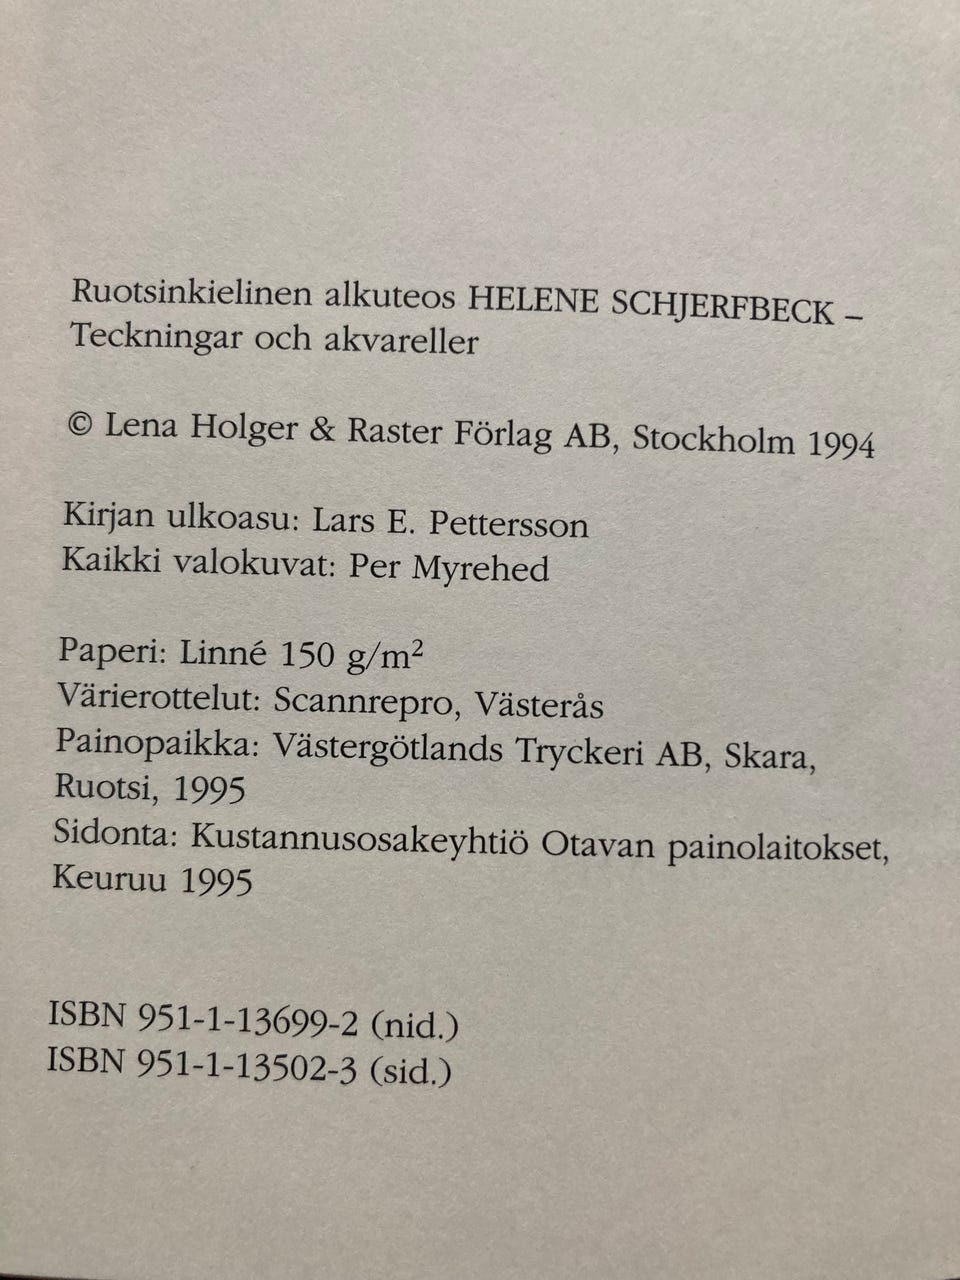 Ruotsinkielinen alkuteos HELENE SCHJERFBECK –
Teckningar och akvareller
© Lena Holger & Raster Förlag AB, Stockholm 1994
Kirjan ulkoasu: Lars E. Pettersson
Kaikki valokuvat: Per Myrehed
Paperi: Linné 150 g/m²
Värierottelut: Scannrepro, Västerås
Painopaikka: Västergötlands Tryckeri AB, Skara,
Ruotsi, 1995
Sidonta: Kustannusosakeyhtiö Otavan painolaitokset,
Keuruu 1995
ISBN 951-1-13699-2 (nid.)
ISBN 951-1-13502-3 (sid.)